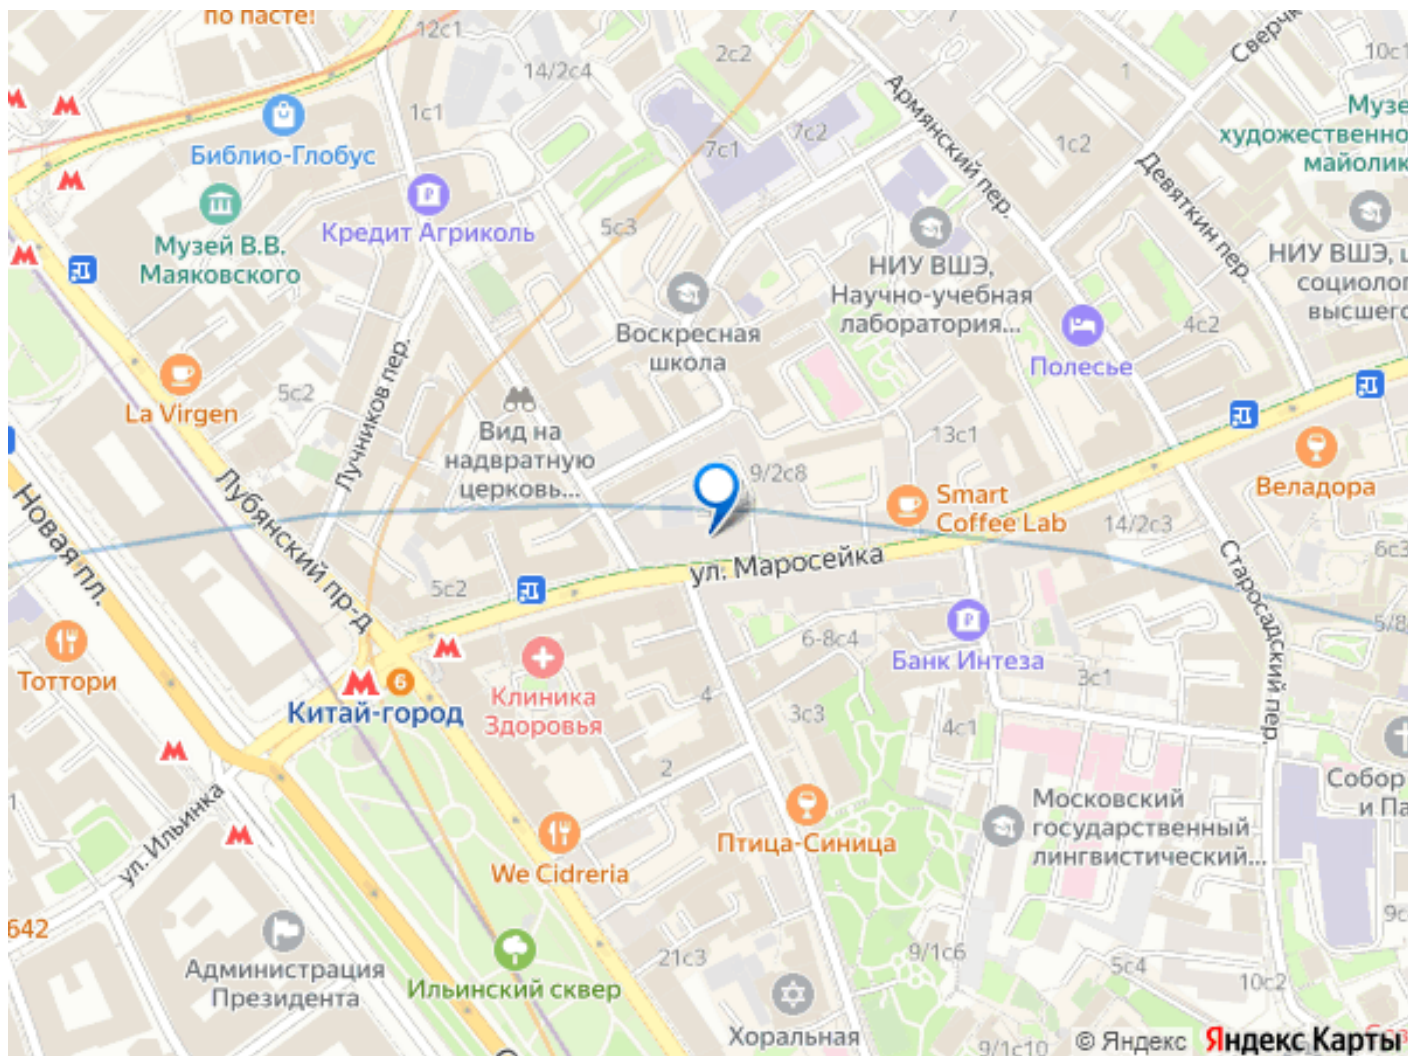 по пасте!
12с1
2с2
10с1
14/2с4
1
Сверчк
Армянский пер.
1с1
7с2
7с1
1с2
Музе
художественно
майолик
Библио-Глобус
Девяткин пер.
Музей В.В.
Маяковского
Кредит Агриколь
5с3
НИУ ВШЭ,
Научно-учебная
лаборатория...
НИУ ВШЭ, ц
социолог
высшего
Воскресная
школа
4с2
Полесье
La Virgen
5с2
Лучников пер.
Вид на
надвратную
церковь...
13с1
9/2с8
Веладора
Smart
Coffee Lab
14/2с3
Новая пл.
Лубянский пр-д
ул. Маросейка
Старосадский пер.
6с3
5с2
5/8
6-8с4
Банк Интеза
3с1
Тоттори
6
Китай-город
Клиника
Здоровья
4
3с3
4с1
2
ул. Ильинка
Собор
и Па
Московский
государственный
лингвистический...
Птица-Синица
We Cidreria
642
Администрация
Президента
Ильинский сквер
21с3
9/1с6
5с4
10с2
9с
Хоральная
9/1с10
© Яндекс Яндекс Карты